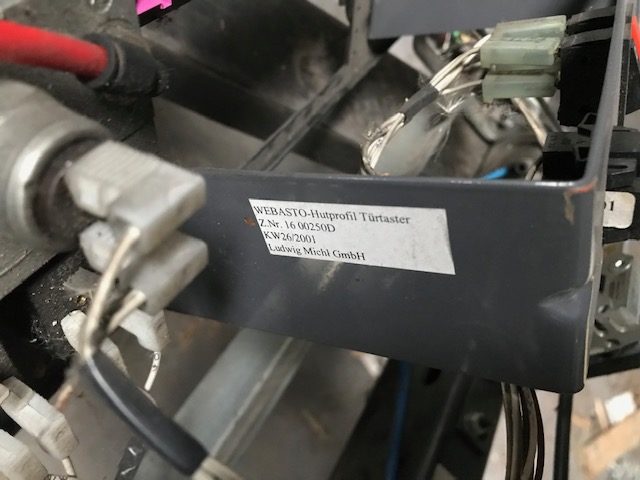 WEBASTO-Hutprofil Türtaster
Z.Nr. 16 00250D
KW26/2001
Ludwig Michl GmbH